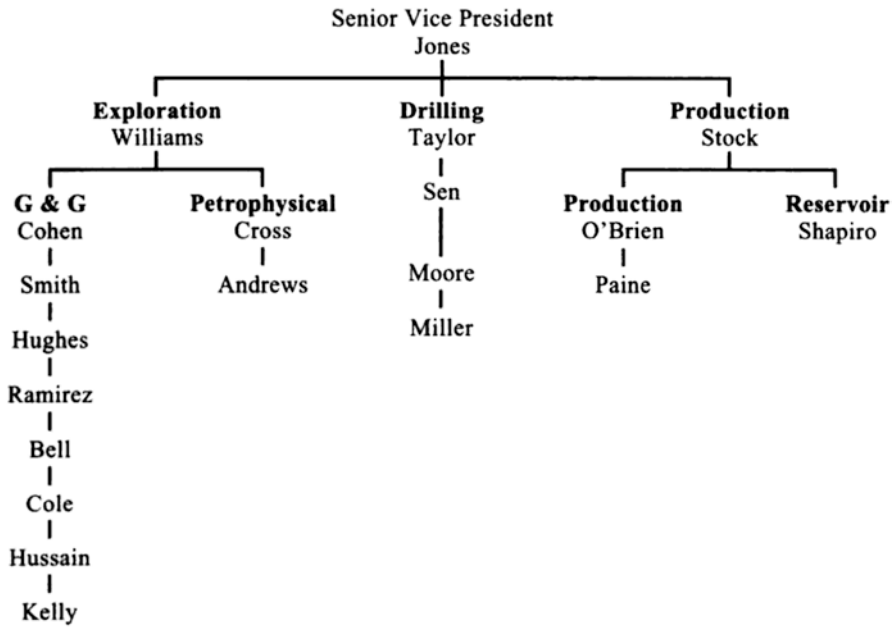 Senior Vice President
Jones
Exploration
Williams
Drilling
Taylor
Production
Stock
G & G
Cohen
Smith
Hughes
Ramirez
Bell
Cole
Hussain
Kelly
Petrophysical
Cross
Andrews
Sen
Moore
Miller
Production
O'Brien
Paine
Reservoir
Shapiro